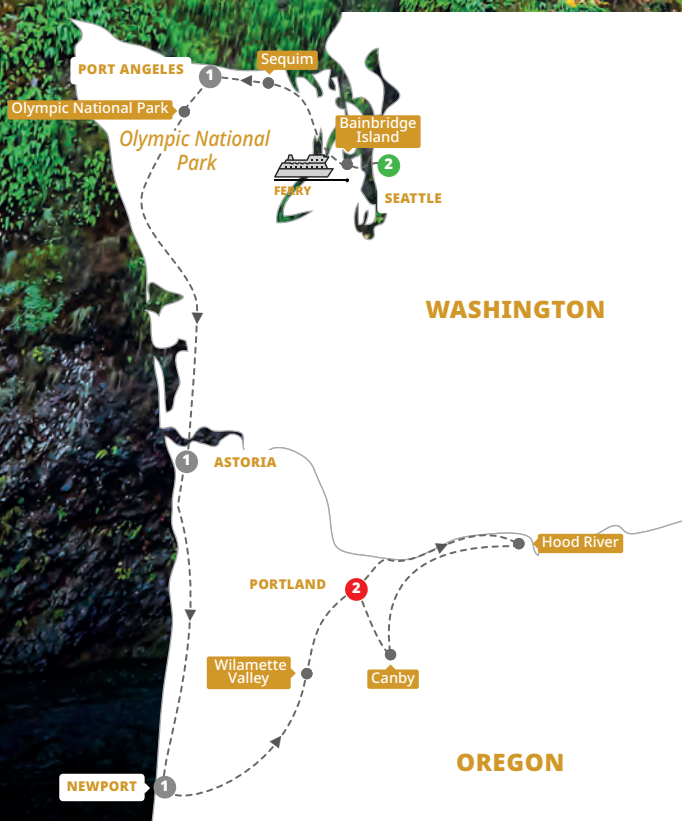 Sequim
PORT ANGELES
1
Olympic National Park
Olympic National
Park
Bainbridge
Island
2
FERRY
SEATTLE
WASHINGTON
1
ASTORIA
Hood River
PORTLAND
2
Wilamette
Valley
Canby
OREGON
NEWPORT
1